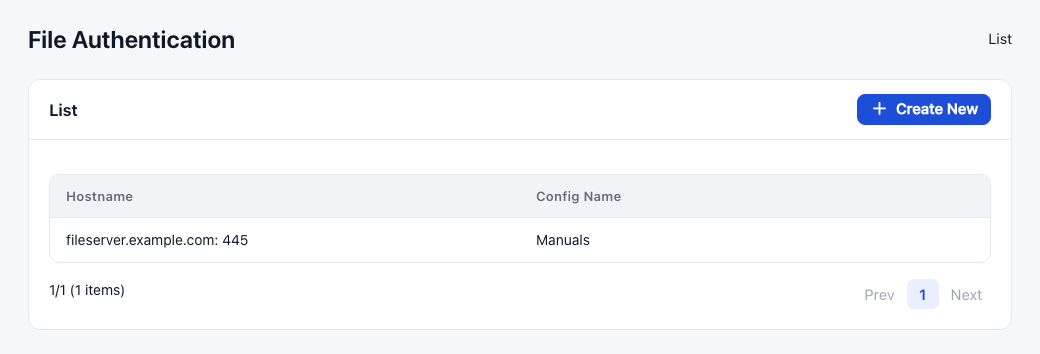 File Authentication
List
List
Create New
Hostname Config Name
fileserver.example.com: 445 Manuals
1/1 (1 items)
Prev 1 Next